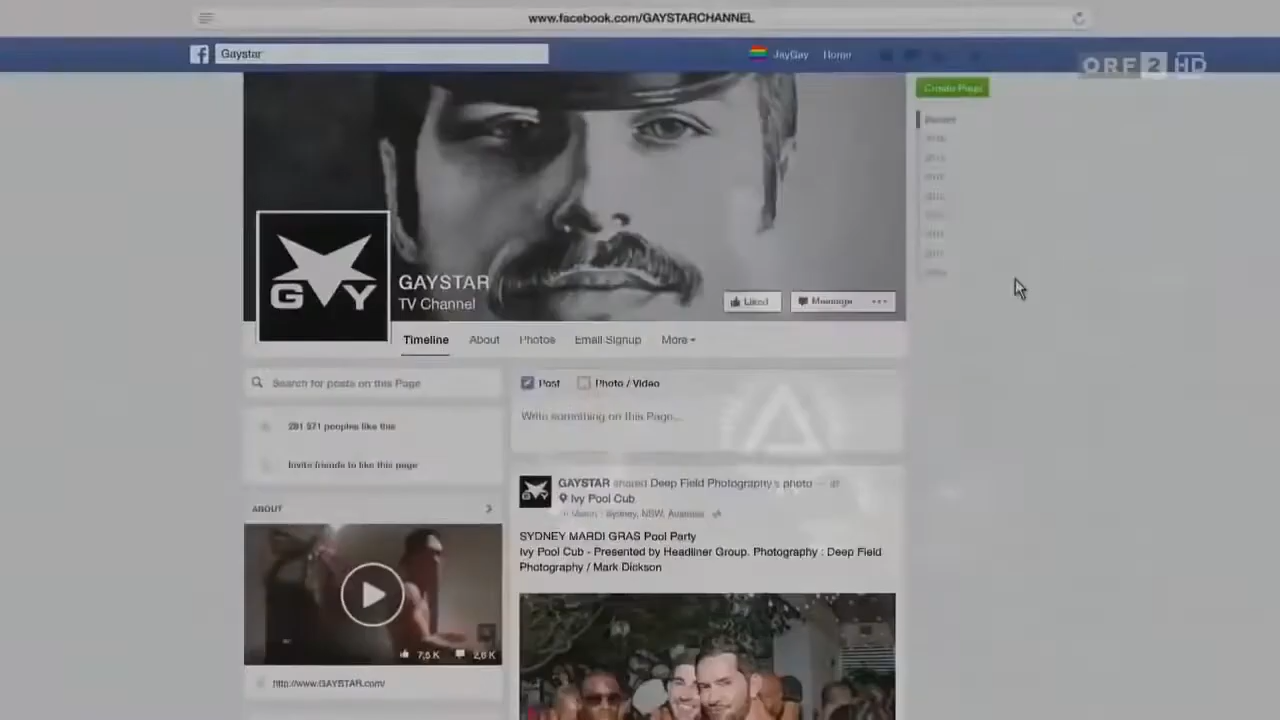 www.facebook.com/GAYSTARCHANNEL
Gaystar
JayGay
Home
ORF 2 HD
Create Page
GAYSTAR
TV Channel
G Y
Liked
Message
Timeline
About
Photos
Email Signup
More
Search for posts on this Page
Post
Photo / Video
Write something on this Page...
281 571 peoples like this
Invite friends to like this page
GAYSTAR shared Deep Field Photography's photo
Ivy Pool Cub
Sydney, NSW, Australia
ABOUT
SYDNEY MARDI GRAS Pool Party
Ivy Pool Cub - Presented by Headliner Group. Photography : Deep Field
Photography / Mark Dickson
7,5 K
2,6 K
http://www.GAYSTAR.com/